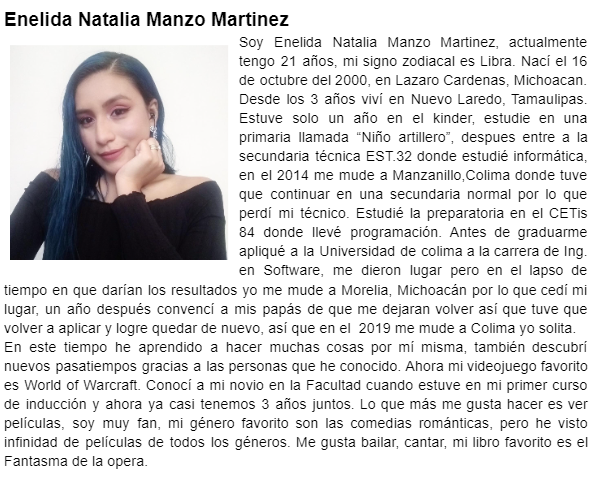 Enelida Natalia Manzo Martinez
Soy Enelida Natalia Manzo Martinez, actualmente
tengo 21 años, mi signo zodiacal es Libra. Nací el 16
de octubre del 2000, en Lazaro Cardenas, Michoacan.
Desde los 3 años viví en Nuevo Laredo, Tamaulipas.
Estuve solo un año en el kinder, estudie en una
primaria llamada “Niño artillero”, despues entre a la
secundaria técnica EST.32 donde estudié informática,
en el 2014 me mude a Manzanillo,Colima donde tuve
que continuar en una secundaria normal por lo que
perdí mi técnico. Estudié la preparatoria en el CETis
84 donde llevé programación. Antes de graduarme
apliqué a la Universidad de colima a la carrera de Ing.
en Software, me dieron lugar pero en el lapso de
tiempo en que darían los resultados yo me mude a Morelia, Michoacán por lo que cedí mi
lugar, un año después convencí a mis papás de que me dejaran volver así que tuve que
volver a aplicar y logre quedar de nuevo, así que en el 2019 me mude a Colima yo solita.
En este tiempo he aprendido a hacer muchas cosas por mí misma, también descubrí
nuevos pasatiempos gracias a las personas que he conocido. Ahora mi videojuego favorito
es World of Warcraft. Conocí a mi novio en la Facultad cuando estuve en mi primer curso
de inducción y ahora ya casi tenemos 3 años juntos. Lo que más me gusta hacer es ver
películas, soy muy fan, mi género favorito son las comedias románticas, pero he visto
infinidad de películas de todos los géneros. Me gusta bailar, cantar, mi libro favorito es el
Fantasma de la opera.